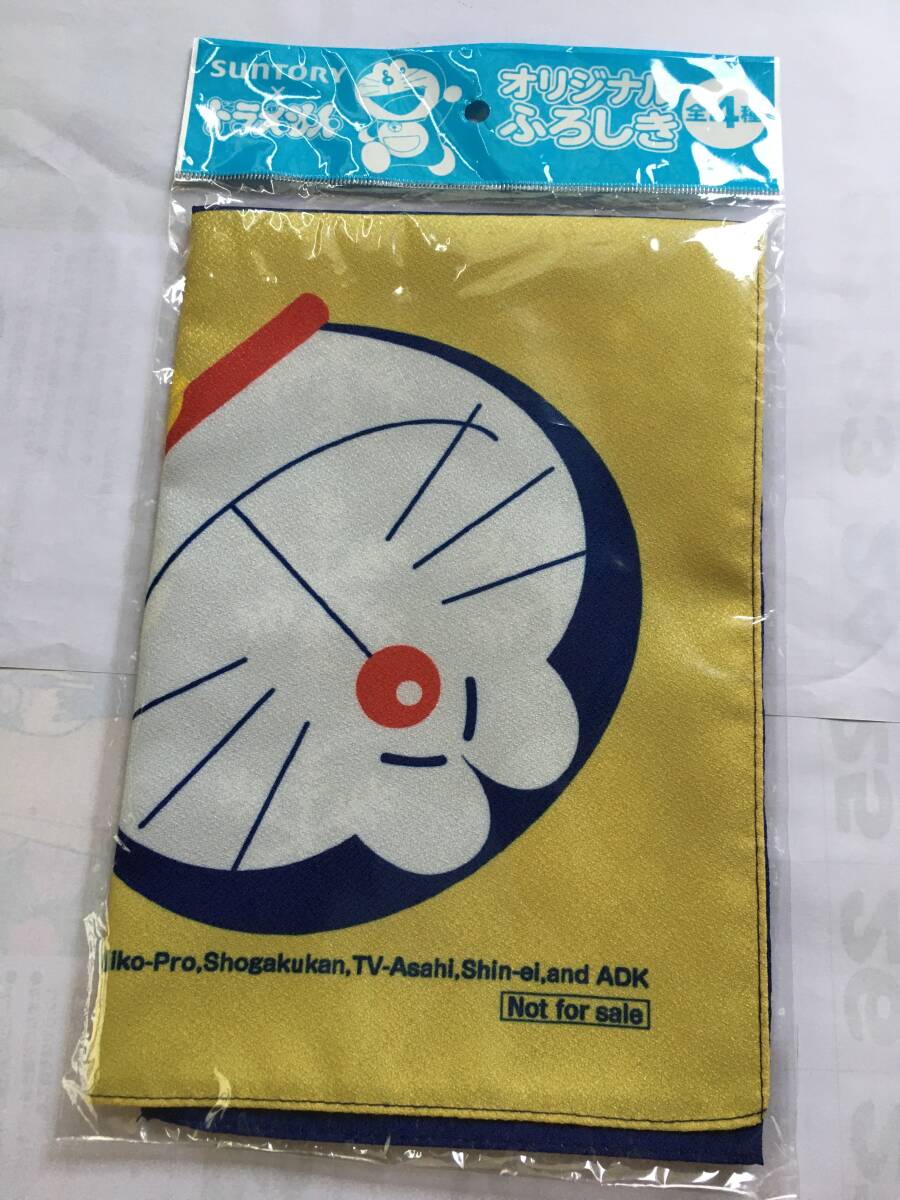 SUNTORY
×
ドラえもん
オリジナル
ふろしき
全4種
iko-Pro,Shogakukan,TV-Asahi,Shin-ei,and ADK
Not for sale